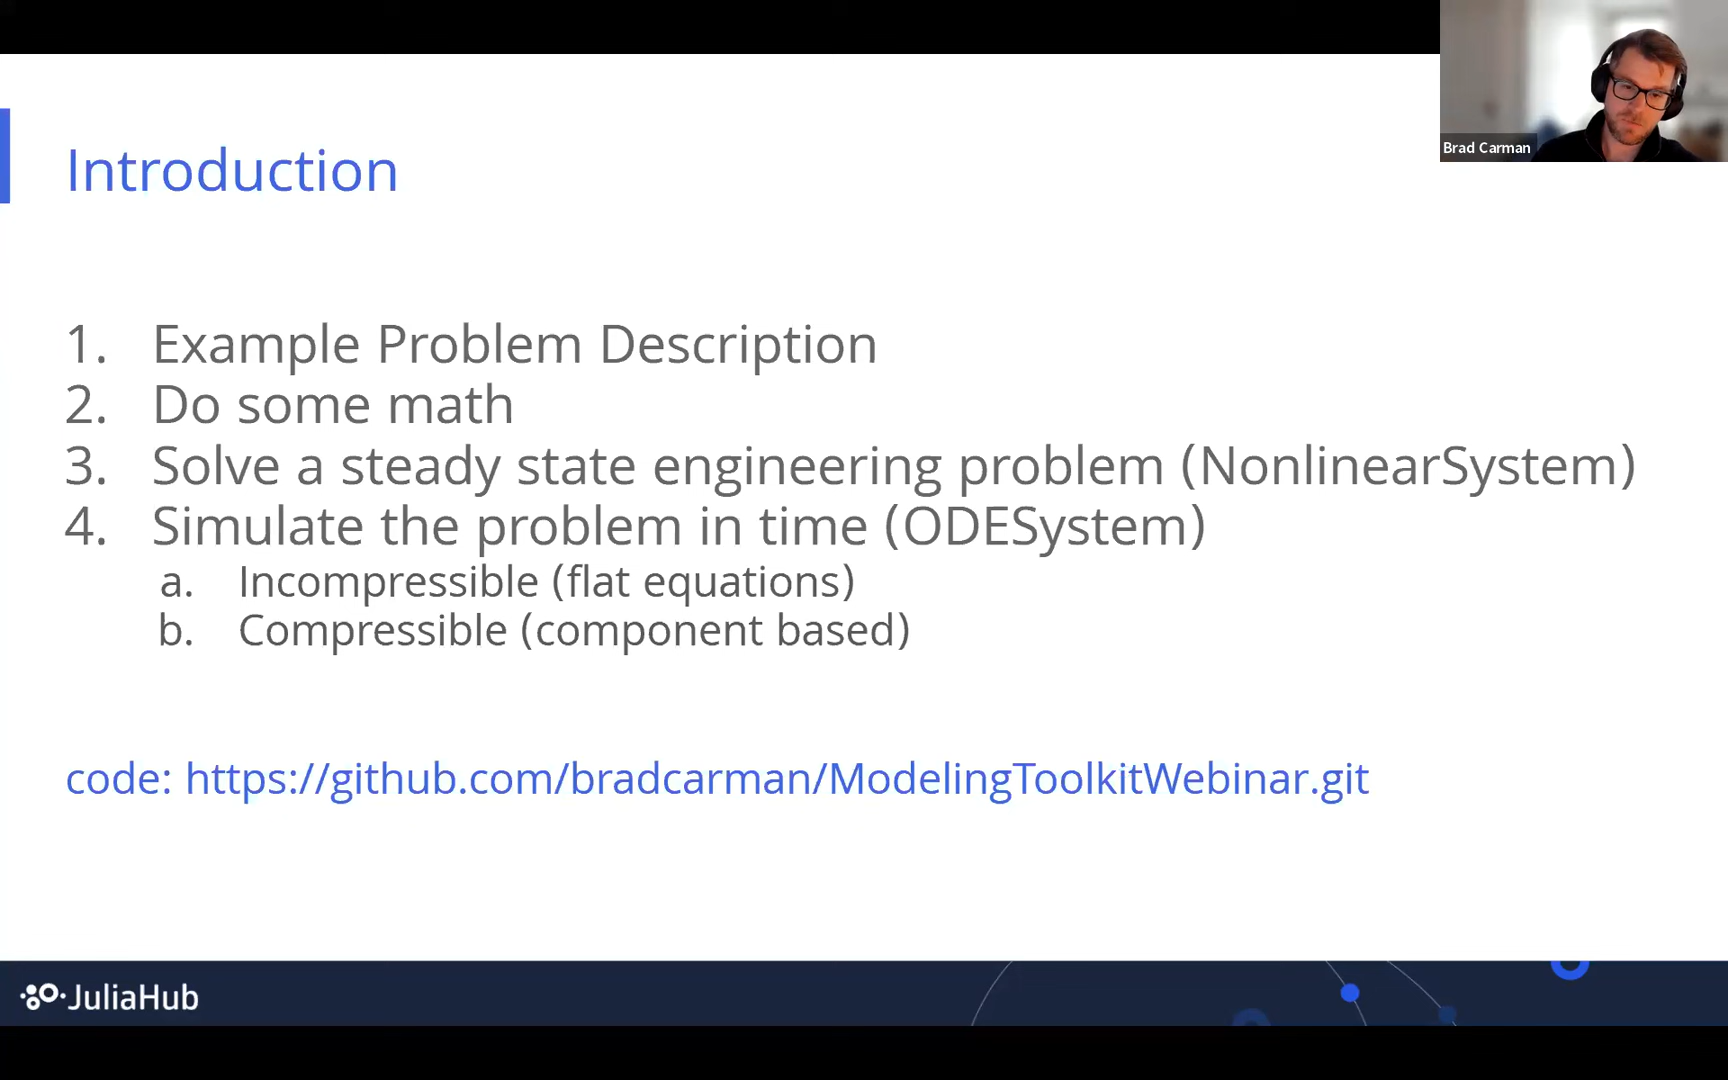 Brad Carman
Introduction
1. Example Problem Description
2. Do some math
3. Solve a steady state engineering problem (NonlinearSystem)
4. Simulate the problem in time (ODESystem)
a. Incompressible (flat equations)
b. Compressible (component based)
code: https://github.com/bradcarman/ModelingToolkitWebinar.git
JuliaHub